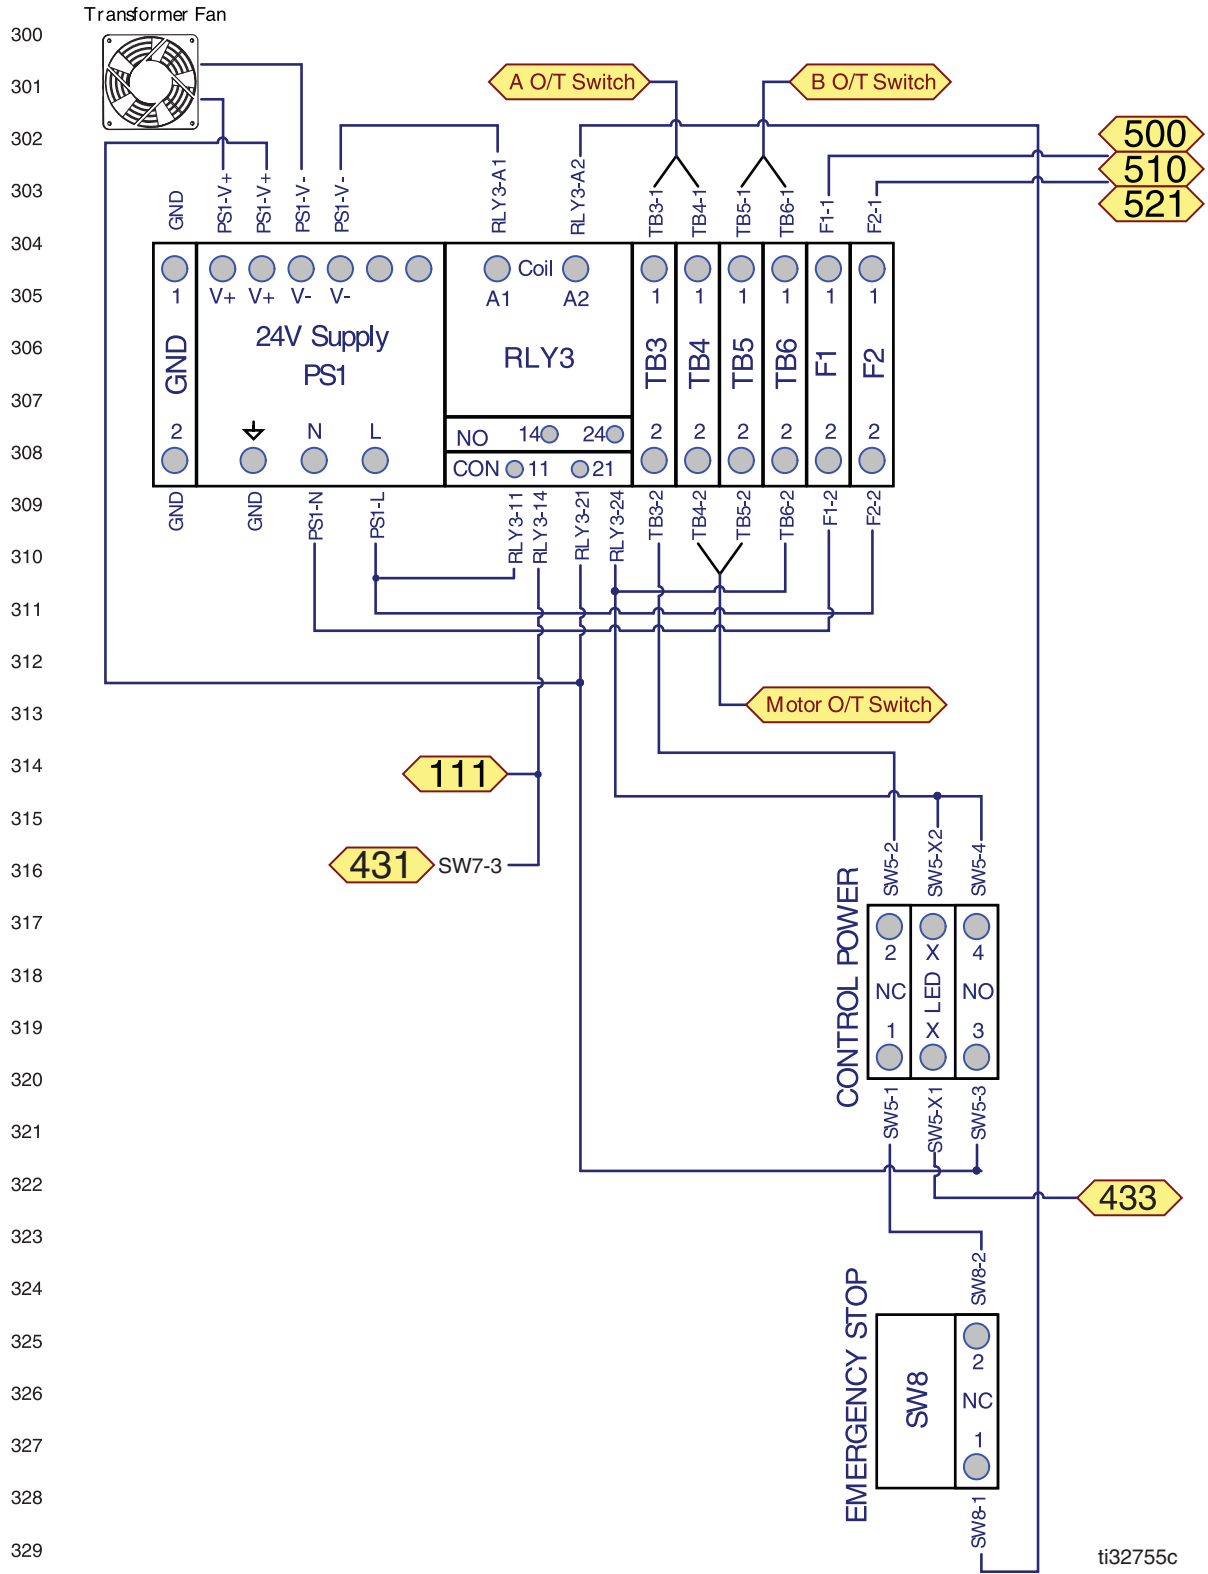 Transformer Fan
300
301
302
303
304
305
306
307
308
309
310
311
312
313
314
315
316
317
318
319
320
321
322
323
324
325
326
327
328
329
A O/T Switch
B O/T Switch
500
510
521
GND
PS1-V+
PS1-V+
PS1-V-
PS1-V-
RLY3-A1
RLY3-A2
TB3-1
TB4-1
TB5-1
TB6-1
F1-1
F2-1
1
GND
2
V+ V+ V- V-
24V Supply
PS1
N L
Coil
A1 A2
RLY3
NO 14 24
CON 11 21
1 TB3 2
1 TB4 2
1 TB5 2
1 TB6 2
1 F1 2
1 F2 2
GND
GND
PS1-N
PS1-L
RLY3-11
RLY3-14
RLY3-21
RLY3-24
TB3-2
TB4-2
TB5-2
TB6-2
F1-2
F2-2
Motor O/T Switch
111
431 SW7-3
SW5-2
SW5-X2
SW5-4
CONTROL POWER
2 X 4
NC LED NO
1 X 3
SW5-1
SW5-X1
SW5-3
433
SW8-2
EMERGENCY STOP
SW8
2
NC
1
SW8-1
ti32755c